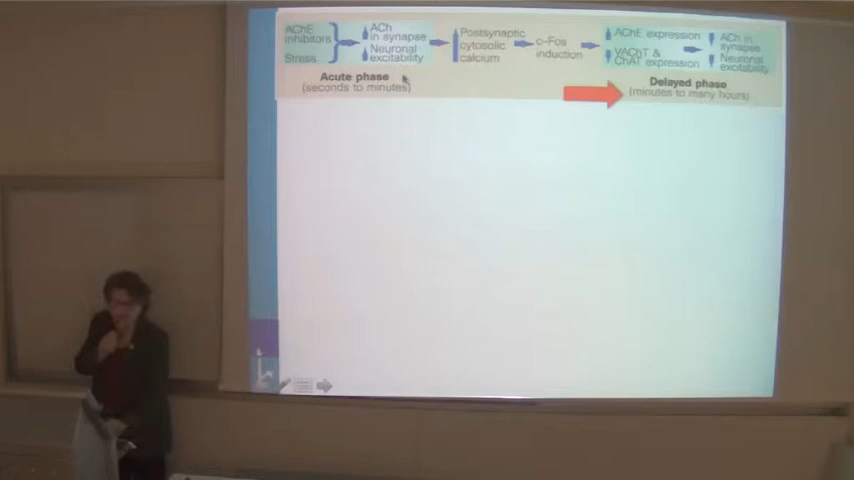 AChE
inhibitors
Stress
ACh
in synapse
Neuronal
excitability
Postsynaptic
cytosolic
calcium
c-Fos
induction
AChE expression
VAChT &
ChAT expression
ACh in
synapse
Neuronal
excitability
Acute phase
(seconds to minutes)
Delayed phase
(minutes to many hours)